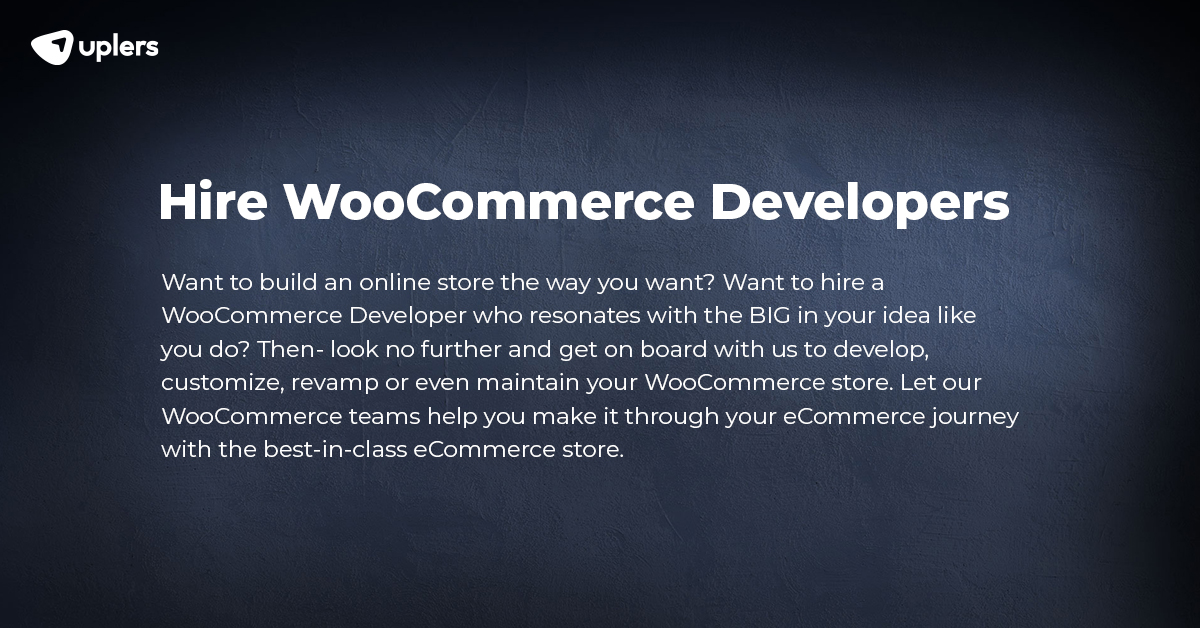 uplers
Hire WooCommerce Developers
Want to build an online store the way you want? Want to hire a
WooCommerce Developer who resonates with the BIG in your idea like
you do? Then- look no further and get on board with us to develop,
customize, revamp or even maintain your WooCommerce store. Let our
WooCommerce teams help you make it through your eCommerce journey
with the best-in-class eCommerce store.